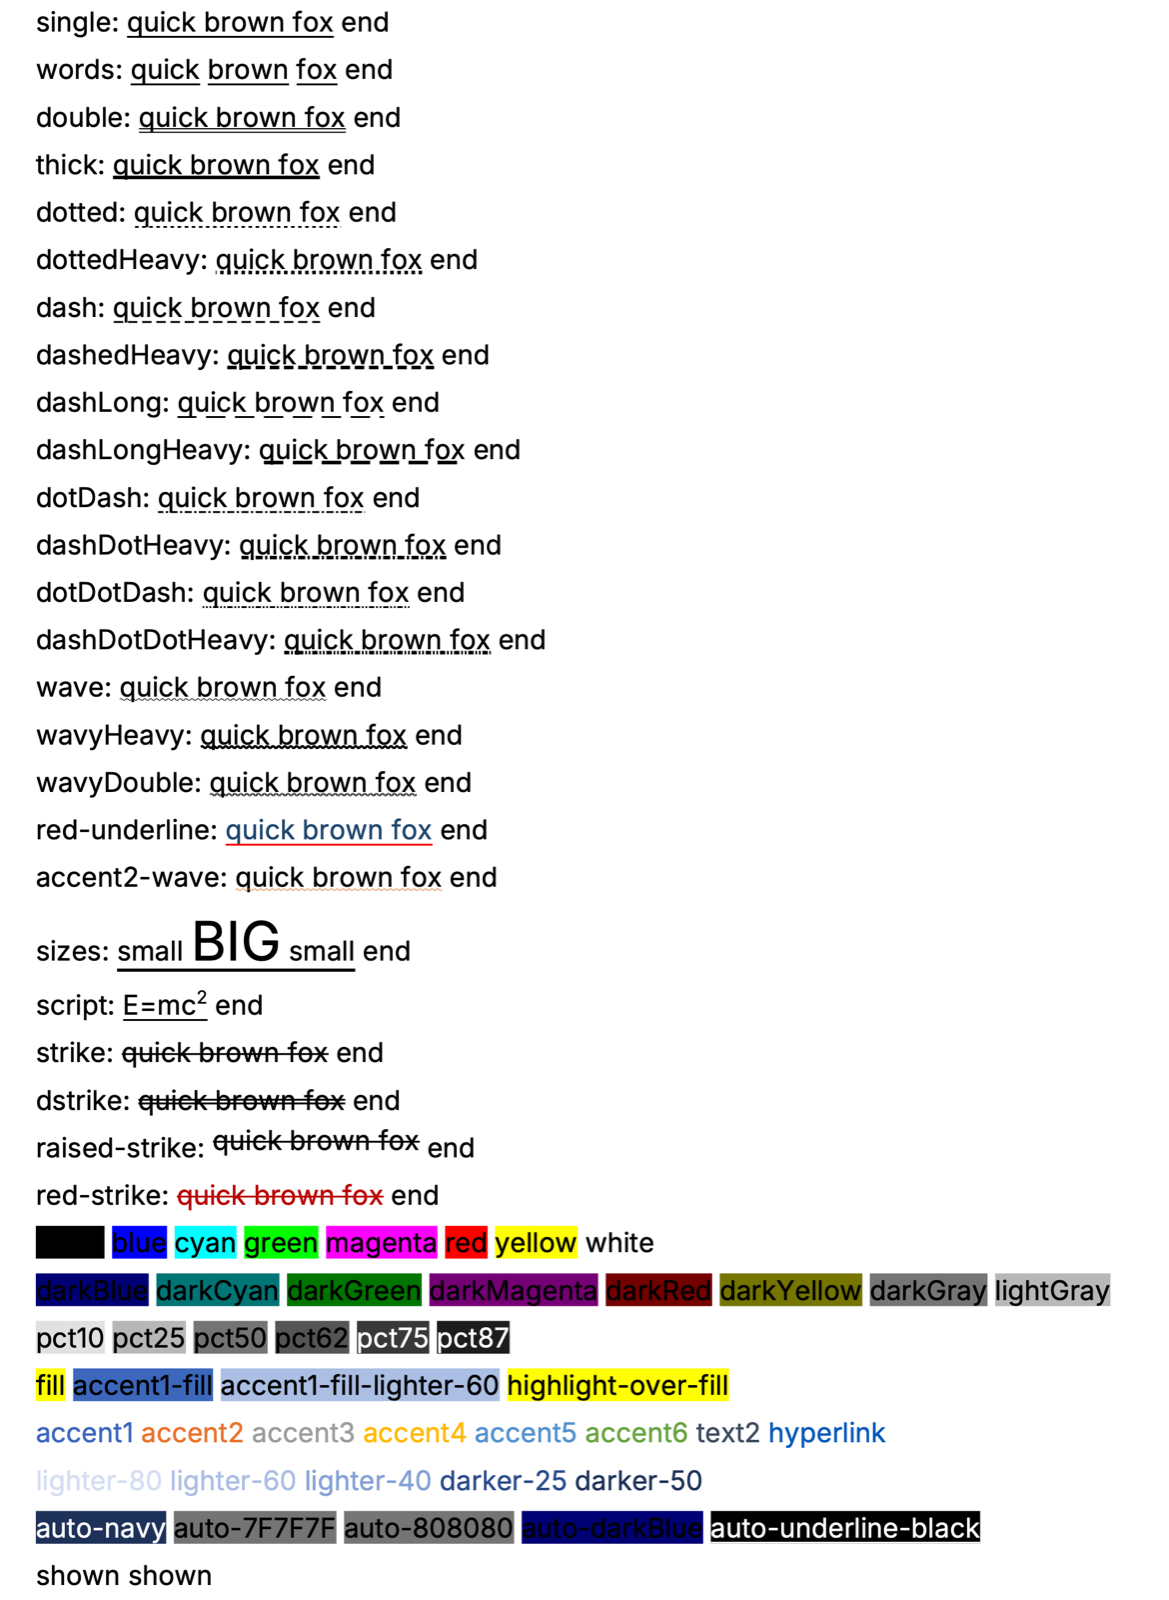 single: quick brown fox end
words: quick brown fox end
double: quick brown fox end
thick: quick brown fox end
dotted: quick brown fox end
dottedHeavy: quick brown fox end
dash: quick brown fox end
dashedHeavy: quick brown fox end
dashLong: quick brown fox end
dashLongHeavy: quick brown fox end
dotDash: quick brown fox end
dashDotHeavy: quick brown fox end
dotDotDash: quick brown fox end
dashDotDotHeavy: quick brown fox end
wave: quick brown fox end
wavyHeavy: quick brown fox end
wavyDouble: quick brown fox end
red-underline: quick brown fox end
accent2-wave: quick brown fox end
sizes: small BIG small end
script: E=mc² end
strike: quick brown fox end
dstrike: quick brown fox end
raised-strike: quick brown fox end
red-strike: quick brown fox end
blue cyan green magenta red yellow white
darkBlue darkCyan darkGreen darkMagenta darkRed darkYellow darkGray lightGray
pct10 pct25 pct50 pct62 pct75 pct87
fill accent1-fill accent1-fill-lighter-60 highlight-over-fill
accent1 accent2 accent3 accent4 accent5 accent6 text2 hyperlink
lighter-80 lighter-60 lighter-40 darker-25 darker-50
auto-navy auto-7F7F7F auto-808080 auto-darkBlue auto-underline-black
shown shown